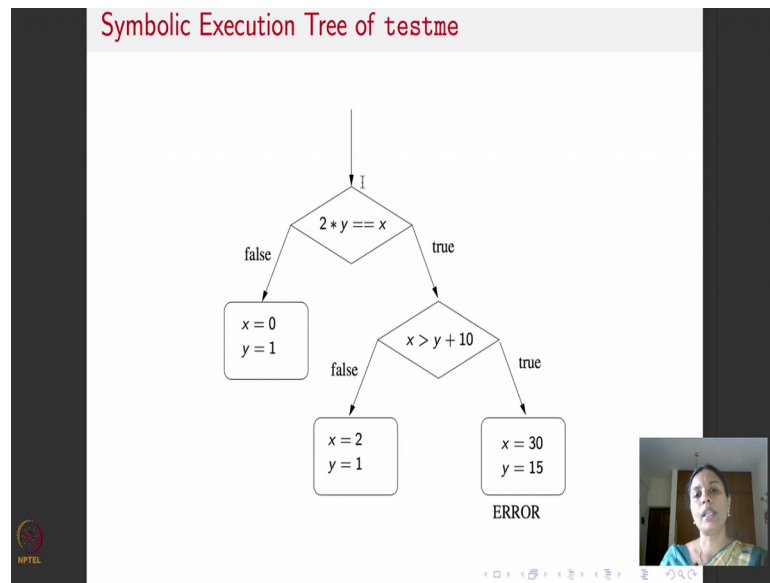 Symbolic Execution Tree of testme
2 * y == x
false
true
x = 0
y = 1
x > y + 10
false
true
x = 2
y = 1
x = 30
y = 15
ERROR
NPTEL